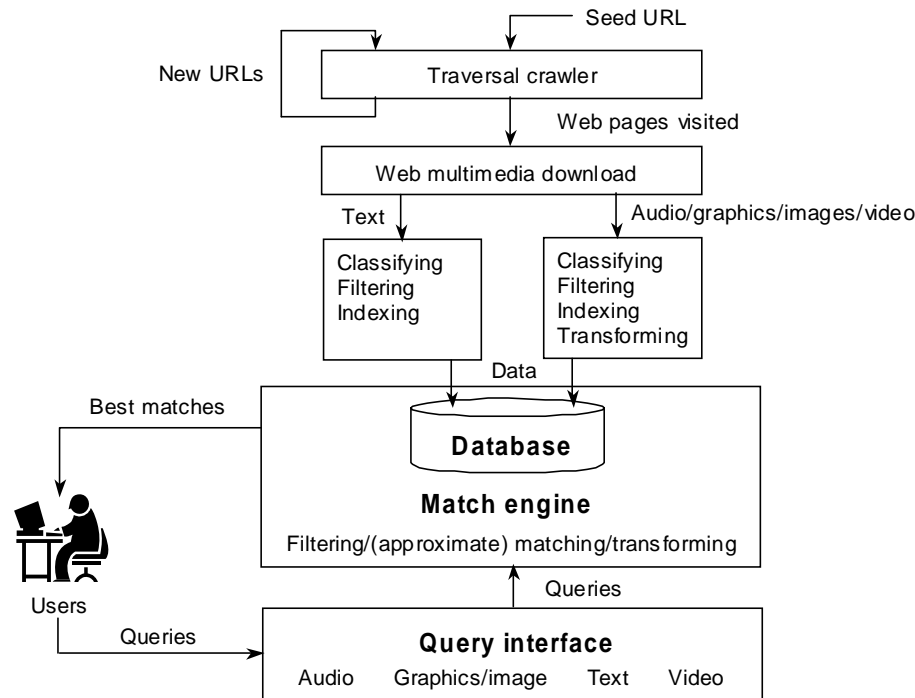 Seed URL
New URLs
Traversal crawler
Web pages visited
Web multimedia download
Text
Audio/graphics/images/video
Classifying
Filtering
Indexing
Classifying
Filtering
Indexing
Transforming
Data
Best matches
Database
Match engine
Filtering/(approximate) matching/transforming
Users
Queries
Queries
Query interface
Audio Graphics/image Text Video